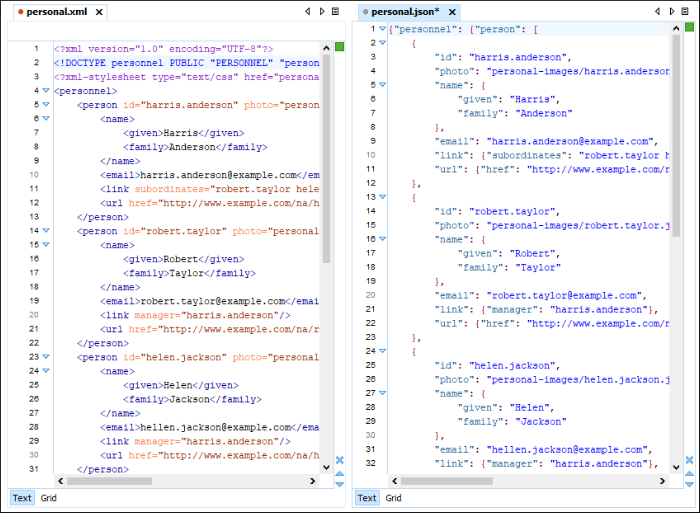 personal.xml
1 <?xml version="1.0" encoding="UTF-8"?>
2 <!DOCTYPE personnel PUBLIC "PERSONNEL" "person
3 <?xml-stylesheet type="text/css" href="persona
4 <personnel>
5 <person id="harris.anderson" photo="person
6 <name>
7 <given>Harris</given>
8 <family>Anderson</family>
9 </name>
10 <email>harris.anderson@example.com</em
11 <link subordinates="robert.taylor hele
12 <url href="http://www.example.com/na/h
13 </person>
14 <person id="robert.taylor" photo="personal
15 <name>
16 <given>Robert</given>
17 <family>Taylor</family>
18 </name>
19 <email>robert.taylor@example.com</emai
20 <link manager="harris.anderson"/>
21 <url href="http://www.example.com/na/r
22 </person>
23 <person id="helen.jackson" photo="personal
24 <name>
25 <given>Helen</given>
26 <family>Jackson</family>
27 </name>
28 <email>hellen.jackson@example.com</ema
29 <link manager="harris.anderson"/>
30 <url href="http://www.example.com/na/h
31 </person>
Text Grid
personal.json*
1 {"personnel": {"person": [
2 {
3 "id": "harris.anderson",
4 "photo": "personal-images/harris.anderson
5 "name": {
6 "given": "Harris",
7 "family": "Anderson"
8 },
9 "email": "harris.anderson@example.com",
10 "link": {"subordinates": "robert.taylor he
11 "url": {"href": "http://www.example.com/n
12 },
13 {
14 "id": "robert.taylor",
15 "photo": "personal-images/robert.taylor.j
16 "name": {
17 "given": "Robert",
18 "family": "Taylor"
19 },
20 "email": "robert.taylor@example.com",
21 "link": {"manager": "harris.anderson"},
22 "url": {"href": "http://www.example.com/n
23 },
24 {
25 "id": "helen.jackson",
26 "photo": "personal-images/helen.jackson.j
27 "name": {
28 "given": "Helen",
29 "family": "Jackson"
30 },
31 "email": "hellen.jackson@example.com",
32 "link": {"manager": "harris.anderson"},
Text Grid